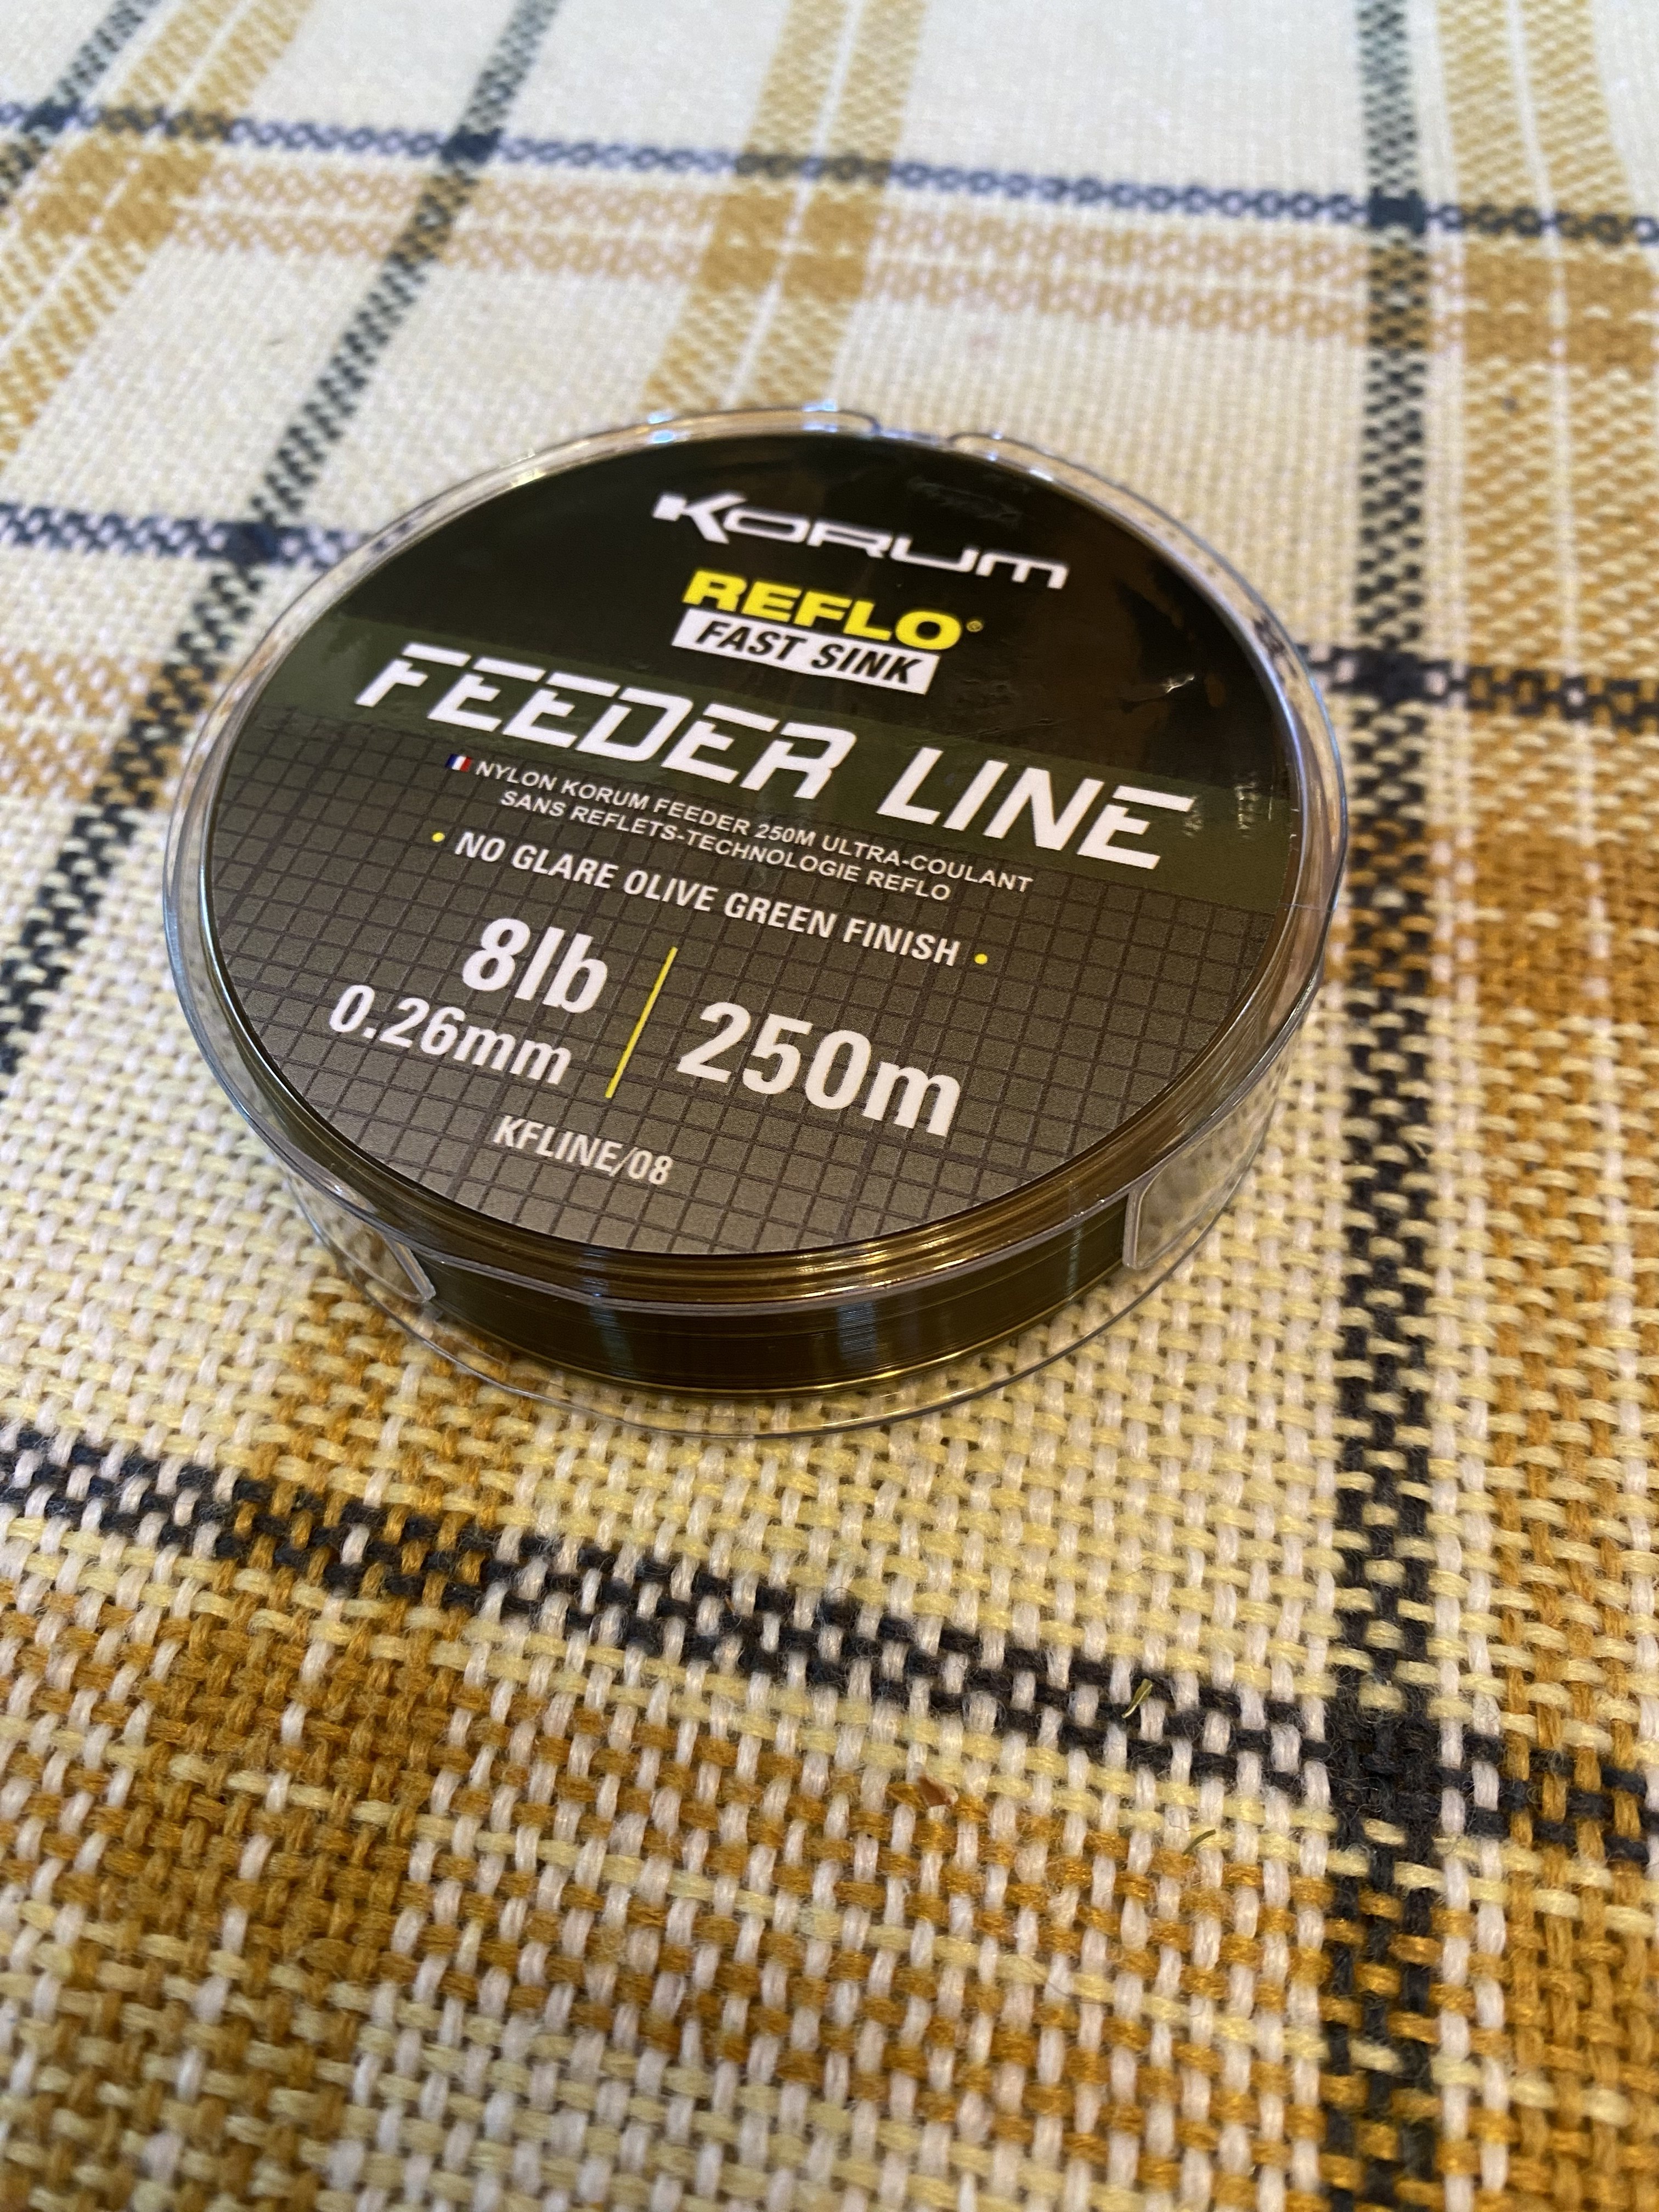 KORUM
REFLO®
FAST SINK
FEEDER LINE
NYLON KORUM FEEDER 250M ULTRA-COULANT
SANS REFLETS-TECHNOLOGIE REFLO
• NO GLARE OLIVE GREEN FINISH •
8lb
0.26mm
250m
KFLINE/08